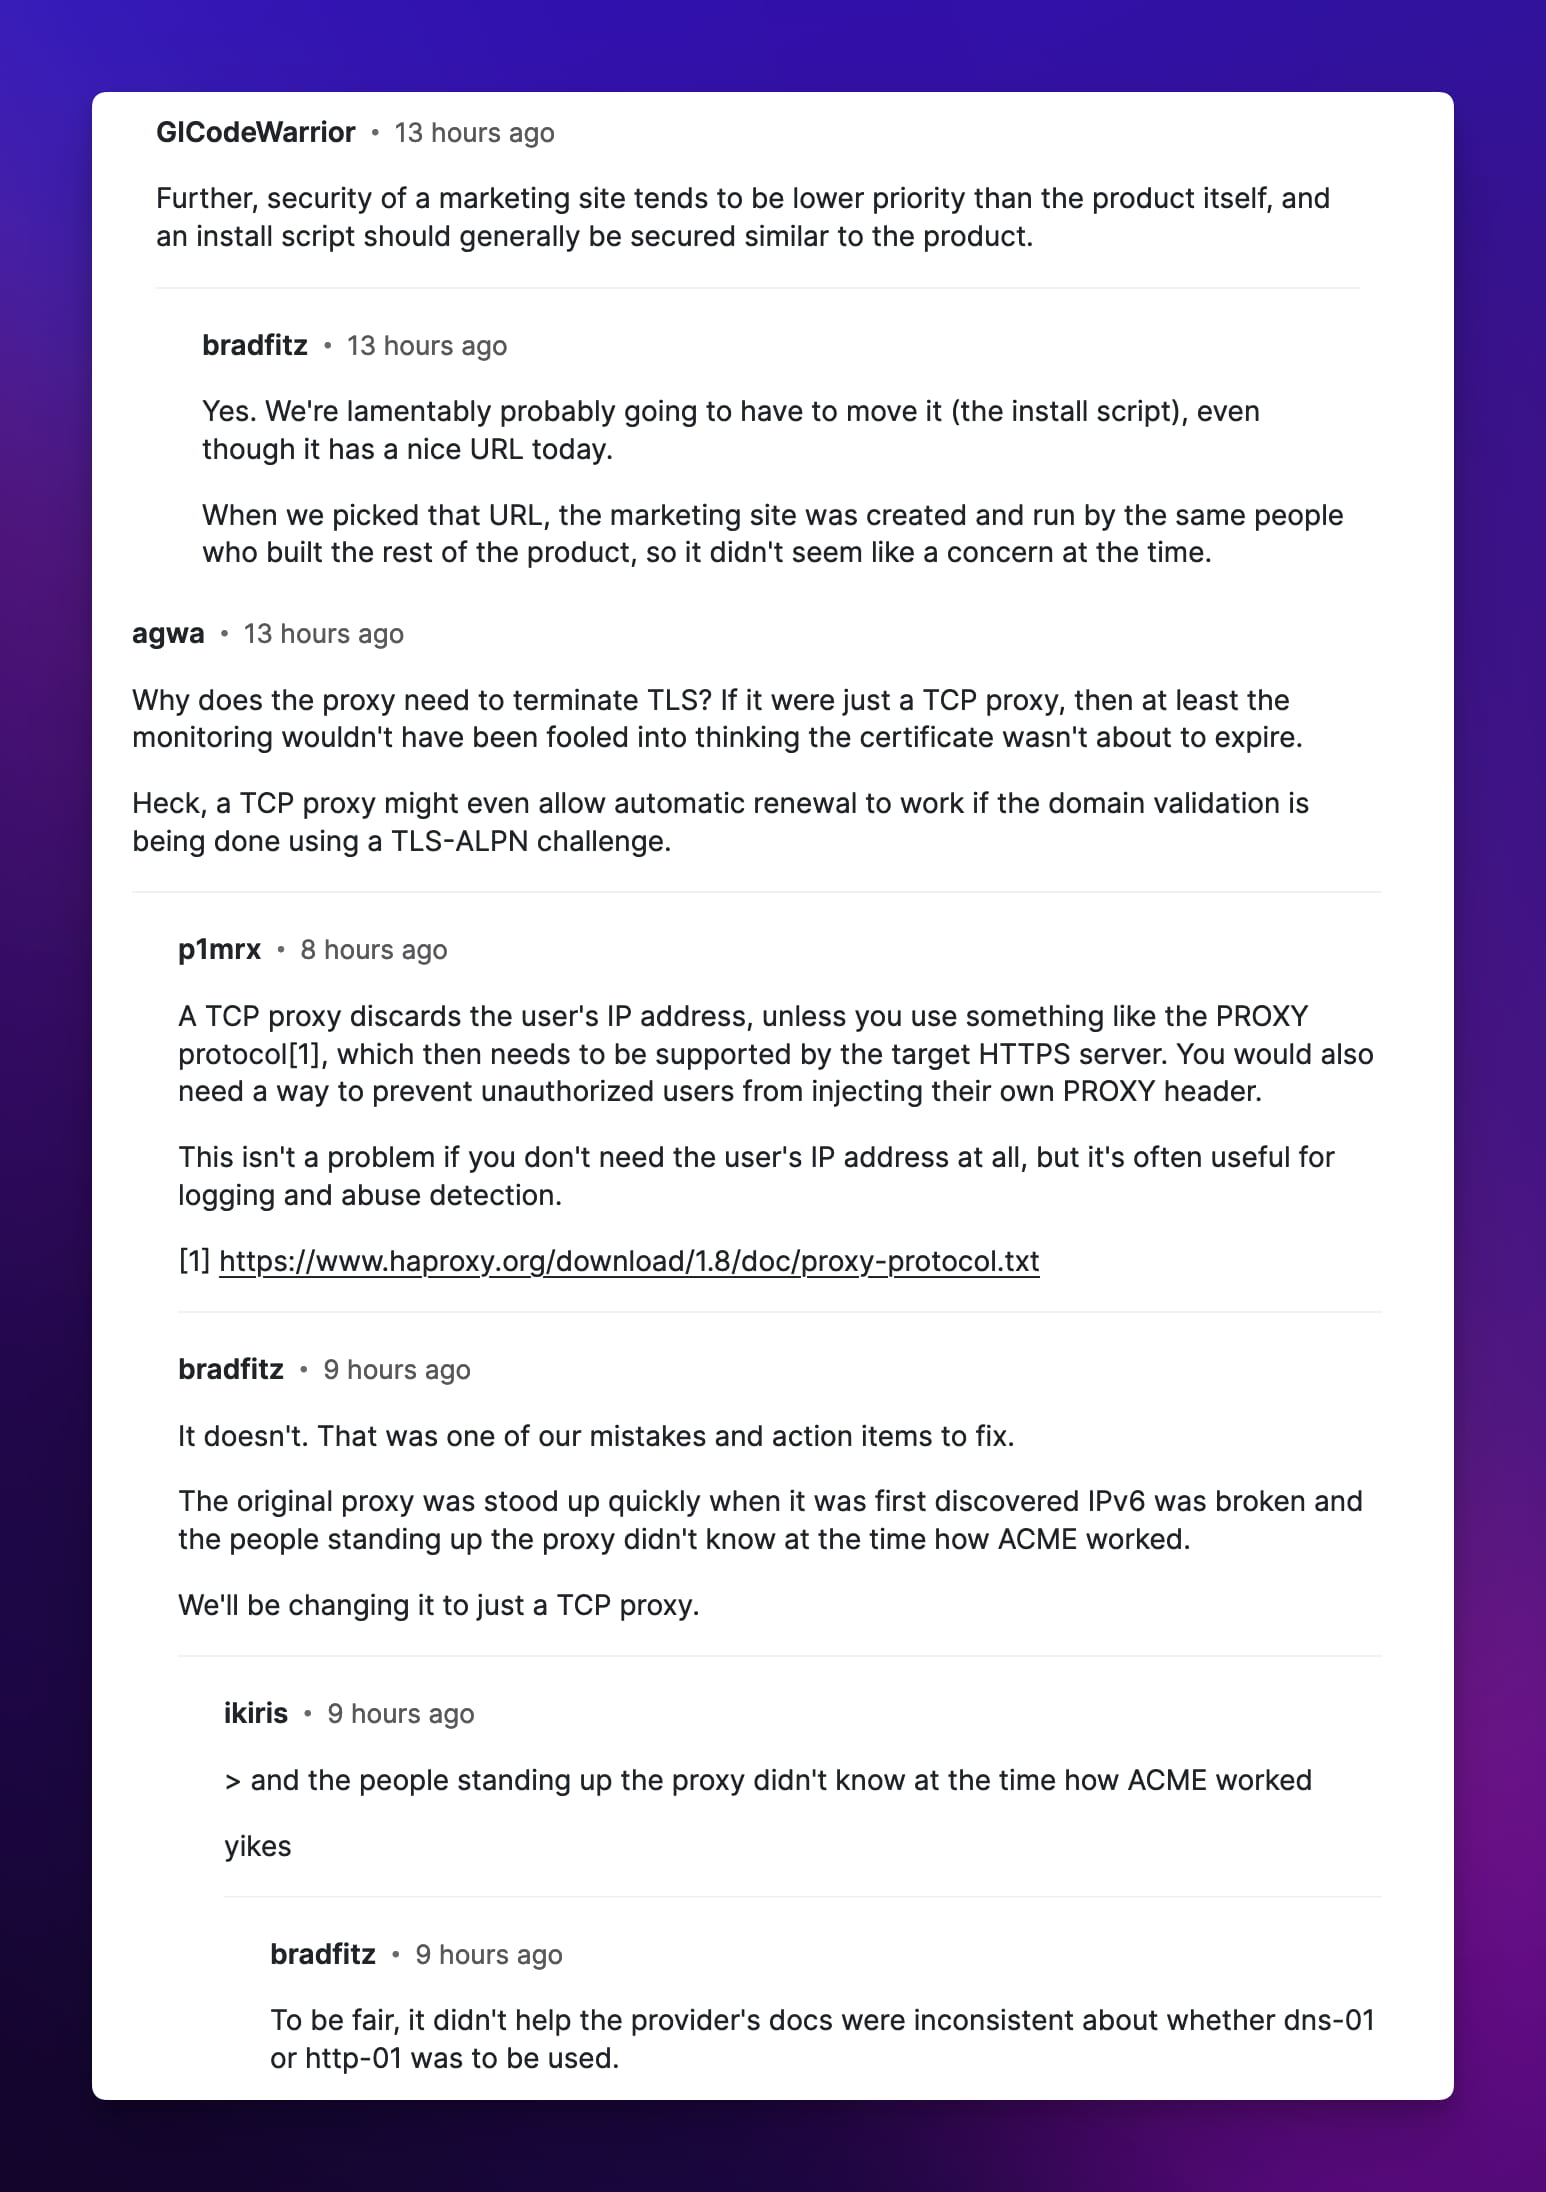 GICodeWarrior • 13 hours ago
Further, security of a marketing site tends to be lower priority than the product itself, and
an install script should generally be secured similar to the product.
bradfitz • 13 hours ago
Yes. We're lamentably probably going to have to move it (the install script), even
though it has a nice URL today.
When we picked that URL, the marketing site was created and run by the same people
who built the rest of the product, so it didn't seem like a concern at the time.
agwa • 13 hours ago
Why does the proxy need to terminate TLS? If it were just a TCP proxy, then at least the
monitoring wouldn't have been fooled into thinking the certificate wasn't about to expire.
Heck, a TCP proxy might even allow automatic renewal to work if the domain validation is
being done using a TLS-ALPN challenge.
p1mrx • 8 hours ago
A TCP proxy discards the user's IP address, unless you use something like the PROXY
protocol[1], which then needs to be supported by the target HTTPS server. You would also
need a way to prevent unauthorized users from injecting their own PROXY header.
This isn't a problem if you don't need the user's IP address at all, but it's often useful for
logging and abuse detection.
[1] https://www.haproxy.org/download/1.8/doc/proxy-protocol.txt
bradfitz • 9 hours ago
It doesn't. That was one of our mistakes and action items to fix.
The original proxy was stood up quickly when it was first discovered IPv6 was broken and
the people standing up the proxy didn't know at the time how ACME worked.
We'll be changing it to just a TCP proxy.
ikiris • 9 hours ago
> and the people standing up the proxy didn't know at the time how ACME worked
yikes
bradfitz • 9 hours ago
To be fair, it didn't help the provider's docs were inconsistent about whether dns-01
or http-01 was to be used.